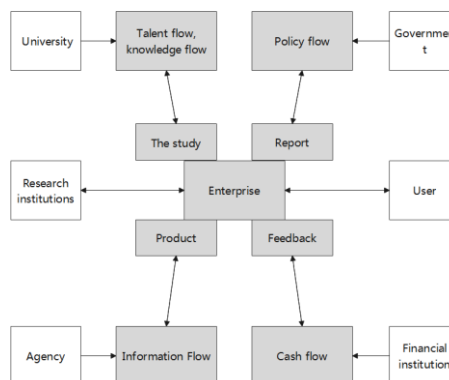 University
Talent flow,
knowledge flow
Policy flow
Governmen
t
The study
Report
Research
institutions
Enterprise
User
Product
Feedback
Agency
Information Flow
Cash flow
Financial
institution